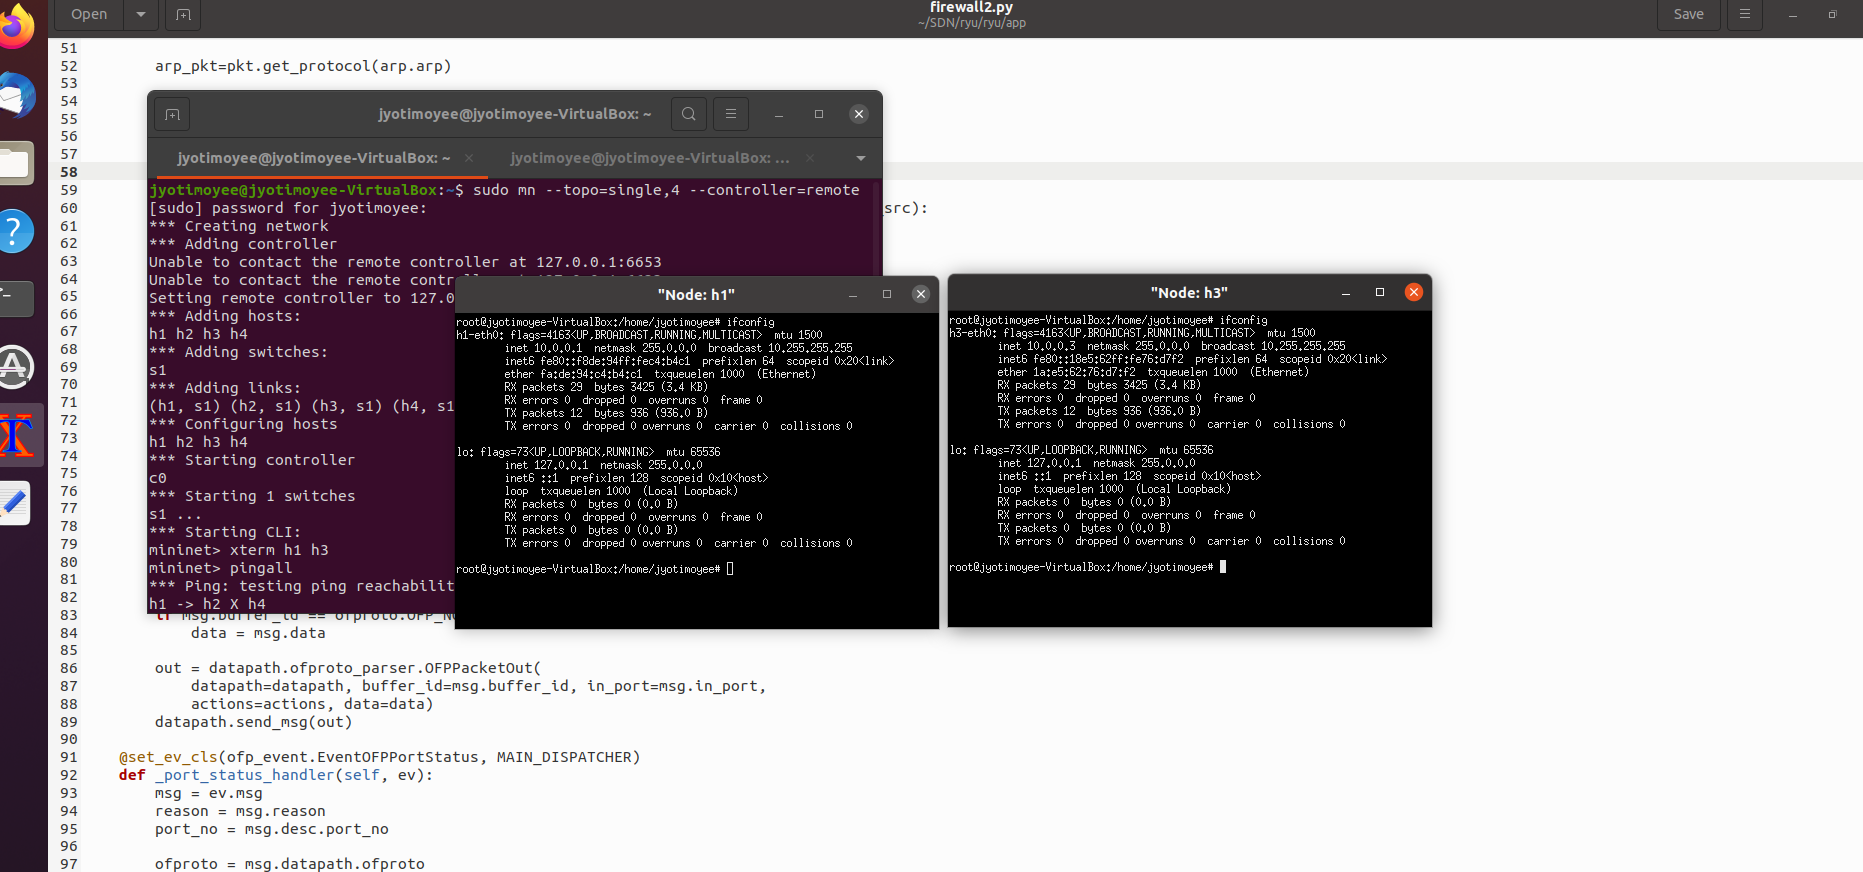 Open
firewall2.py
~/SDN/ryu/ryu/app
Save
51
52 arp_pkt=pkt.get_protocol(arp.arp)
53
54
55
56
57
58
59
60 src):
61
62
63
64
65
66
67
68
69
70
71
72
73
74
75
76
77
78
79
80
81
82
83 if msg.buffer_id == ofproto.OFP_N
84 data = msg.data
85
86 out = datapath.ofproto_parser.OFPPacketOut(
87 datapath=datapath, buffer_id=msg.buffer_id, in_port=msg.in_port,
88 actions=actions, data=data)
89 datapath.send_msg(out)
90
91 @set_ev_cls(ofp_event.EventOFPPortStatus, MAIN_DISPATCHER)
92 def _port_status_handler(self, ev):
93 msg = ev.msg
94 reason = msg.reason
95 port_no = msg.desc.port_no
96
97 ofproto = msg.datapath.ofproto
jyotimoyee@jyotimoyee-VirtualBox: ~
jyotimoyee@jyotimoyee-VirtualBox: ~
jyotimoyee@jyotimoyee-VirtualBox: ...
jyotimoyee@jyotimoyee-VirtualBox:~$ sudo mn --topo=single,4 --controller=remote
[sudo] password for jyotimoyee:
*** Creating network
*** Adding controller
Unable to contact the remote controller at 127.0.0.1:6653
Unable to contact the remote contr
Setting remote controller to 127.0
*** Adding hosts:
h1 h2 h3 h4
*** Adding switches:
s1
*** Adding links:
(h1, s1) (h2, s1) (h3, s1) (h4, s1
*** Configuring hosts
h1 h2 h3 h4
*** Starting controller
c0
*** Starting 1 switches
s1 ...
*** Starting CLI:
mininet> xterm h1 h3
mininet> pingall
*** Ping: testing ping reachabilit
h1 -> h2 X h4
"Node: h1"
root@jyotimoyee-VirtualBox:/home/jyotimoyee# ifconfig
h1-eth0: flags=4163<UP,BROADCAST,RUNNING,MULTICAST> mtu 1500
inet 10.0.0.1 netmask 255.0.0.0 broadcast 10.255.255.255
inet6 fe80::f8de:94ff:fec4:b4c1 prefixlen 64 scopeid 0x20<link>
ether fa:de:94:c4:b4:c1 txqueuelen 1000 (Ethernet)
RX packets 29 bytes 3425 (3.4 KB)
RX errors 0 dropped 0 overruns 0 frame 0
TX packets 12 bytes 936 (936.0 B)
TX errors 0 dropped 0 overruns 0 carrier 0 collisions 0
lo: flags=73<UP,LOOPBACK,RUNNING> mtu 65536
inet 127.0.0.1 netmask 255.0.0.0
inet6 ::1 prefixlen 128 scopeid 0x10<host>
loop txqueuelen 1000 (Local Loopback)
RX packets 0 bytes 0 (0.0 B)
RX errors 0 dropped 0 overruns 0 frame 0
TX packets 0 bytes 0 (0.0 B)
TX errors 0 dropped 0 overruns 0 carrier 0 collisions 0
root@jyotimoyee-VirtualBox:/home/jyotimoyee#
"Node: h3"
root@jyotimoyee-VirtualBox:/home/jyotimoyee# ifconfig
h3-eth0: flags=4163<UP,BROADCAST,RUNNING,MULTICAST> mtu 1500
inet 10.0.0.3 netmask 255.0.0.0 broadcast 10.255.255.255
inet6 fe80::18e5:62ff:fe76:d7f2 prefixlen 64 scopeid 0x20<link>
ether 1a:e5:62:76:d7:f2 txqueuelen 1000 (Ethernet)
RX packets 29 bytes 3425 (3.4 KB)
RX errors 0 dropped 0 overruns 0 frame 0
TX packets 12 bytes 936 (936.0 B)
TX errors 0 dropped 0 overruns 0 carrier 0 collisions 0
lo: flags=73<UP,LOOPBACK,RUNNING> mtu 65536
inet 127.0.0.1 netmask 255.0.0.0
inet6 ::1 prefixlen 128 scopeid 0x10<host>
loop txqueuelen 1000 (Local Loopback)
RX packets 0 bytes 0 (0.0 B)
RX errors 0 dropped 0 overruns 0 frame 0
TX packets 0 bytes 0 (0.0 B)
TX errors 0 dropped 0 overruns 0 carrier 0 collisions 0
root@jyotimoyee-VirtualBox:/home/jyotimoyee#